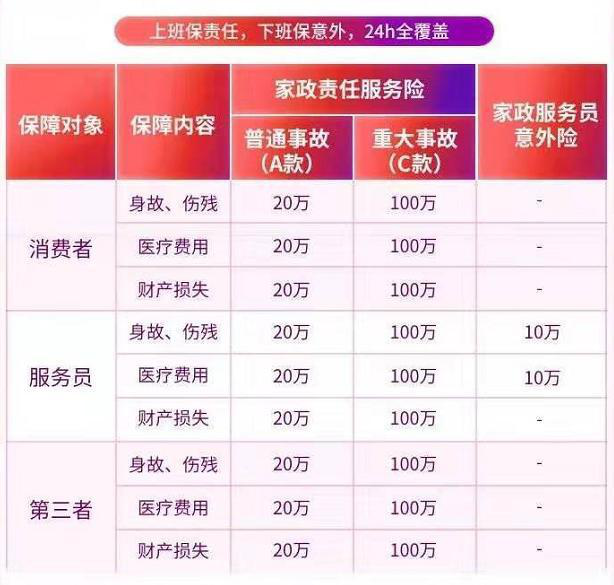 上班保责任，下班保意外，24h全覆盖
保障对象 保障内容 家政责任服务险 家政服务员意外险
普通事故（A款） 重大事故（C款）
消费者 身故、伤残 20万 100万 -
医疗费用 20万 100万 -
财产损失 20万 100万 -
服务员 身故、伤残 20万 100万 10万
医疗费用 20万 100万 10万
财产损失 20万 100万 -
第三者 身故、伤残 20万 100万 -
医疗费用 20万 100万 -
财产损失 20万 100万 -